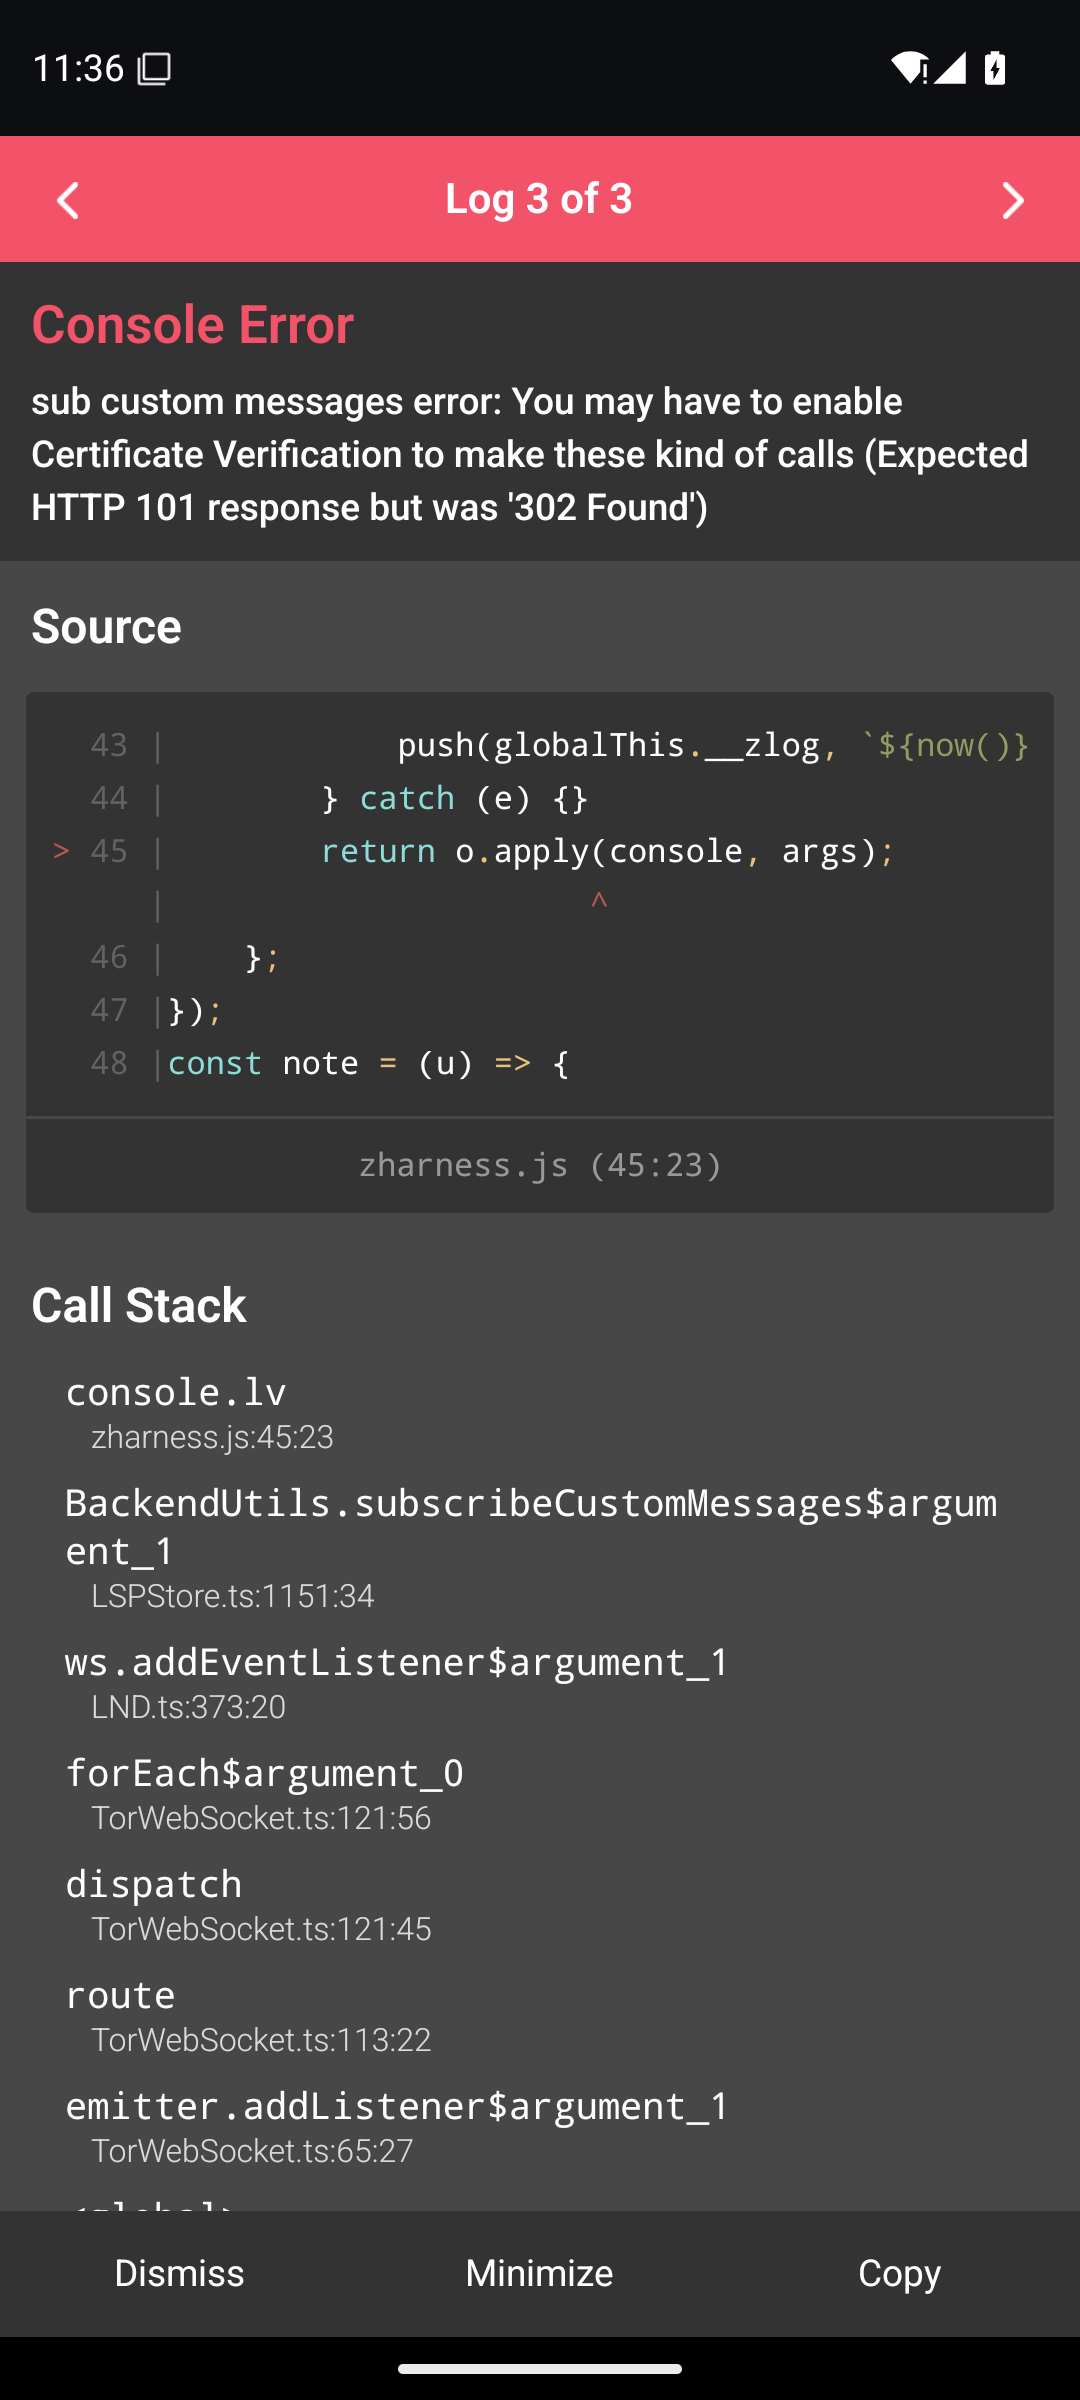 11:36
Log 3 of 3
Console Error
sub custom messages error: You may have to enable
Certificate Verification to make these kind of calls (Expected
HTTP 101 response but was '302 Found')
Source
43 | push(globalThis.__zlog, `${now()}
44 | } catch (e) {}
> 45 | return o.apply(console, args);
| ^
46 | };
47 |});
48 |const note = (u) => {
zharness.js (45:23)
Call Stack
console.lv
zharness.js:45:23
BackendUtils.subscribeCustomMessages$argum
ent_1
LSPStore.ts:1151:34
ws.addEventListener$argument_1
LND.ts:373:20
forEach$argument_0
TorWebSocket.ts:121:56
dispatch
TorWebSocket.ts:121:45
route
TorWebSocket.ts:113:22
emitter.addListener$argument_1
TorWebSocket.ts:65:27
Dismiss Minimize Copy